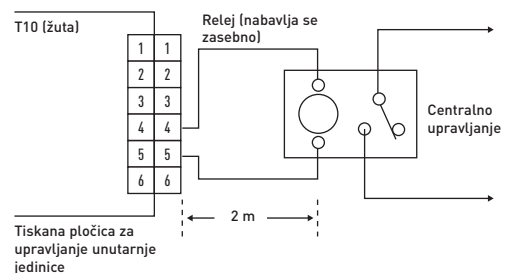 T10 (žuta)
Relej (nabavlja se
zasebno)
1 1
2 2
3 3
4 4
5 5
6 6
Centralno
upravljanje
2 m
Tiskana pločica za
upravljanje unutarnje
jedinice